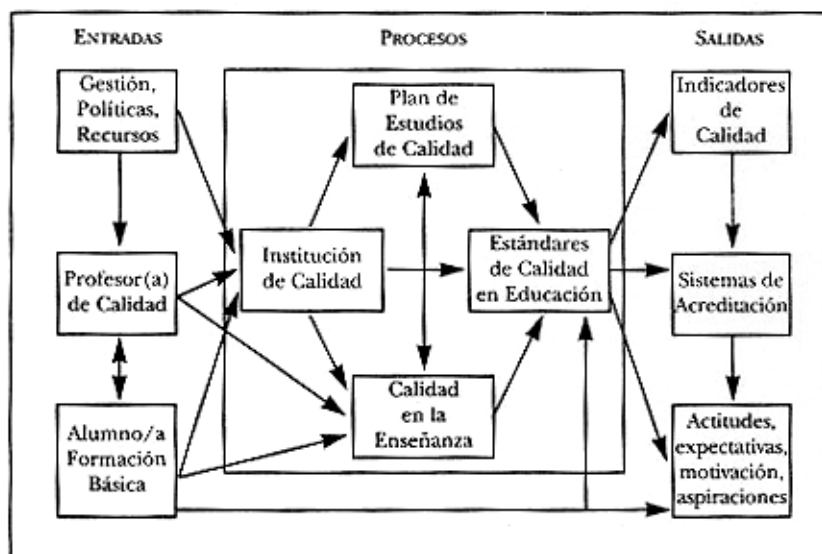 ENTRADAS
PROCESOS
SALIDAS
Gestión,
Políticas,
Recursos
Profesor(a)
de Calidad
Alumno/a
Formación
Básica
Plan de
Estudios
de Calidad
Institución
de Calidad
Estándares
de Calidad
en Educación
Calidad
en la
Enseñanza
Indicadores
de
Calidad
Sistemas de
Acreditación
Actitudes,
expectativas,
motivación,
aspiraciones